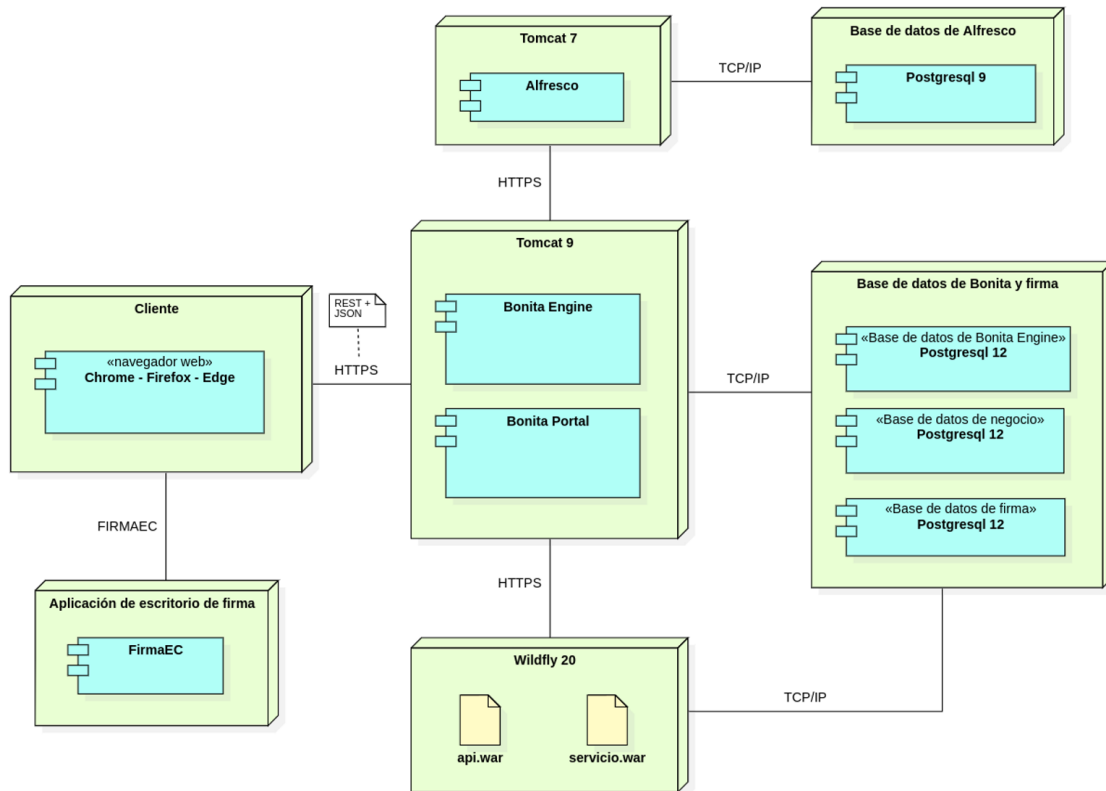 Tomcat 7
Alfresco
TCP/IP
Base de datos de Alfresco
Postgresql 9
HTTPS
Tomcat 9
Bonita Engine
Bonita Portal
Cliente
«navegador web»
Chrome - Firefox - Edge
REST +
JSON
HTTPS
TCP/IP
Base de datos de Bonita y firma
«Base de datos de Bonita Engine»
Postgresql 12
«Base de datos de negocio»
Postgresql 12
«Base de datos de firma»
Postgresql 12
FIRMAEC
Aplicación de escritorio de firma
FirmaEC
HTTPS
Wildfly 20
api.war
servicio.war
TCP/IP